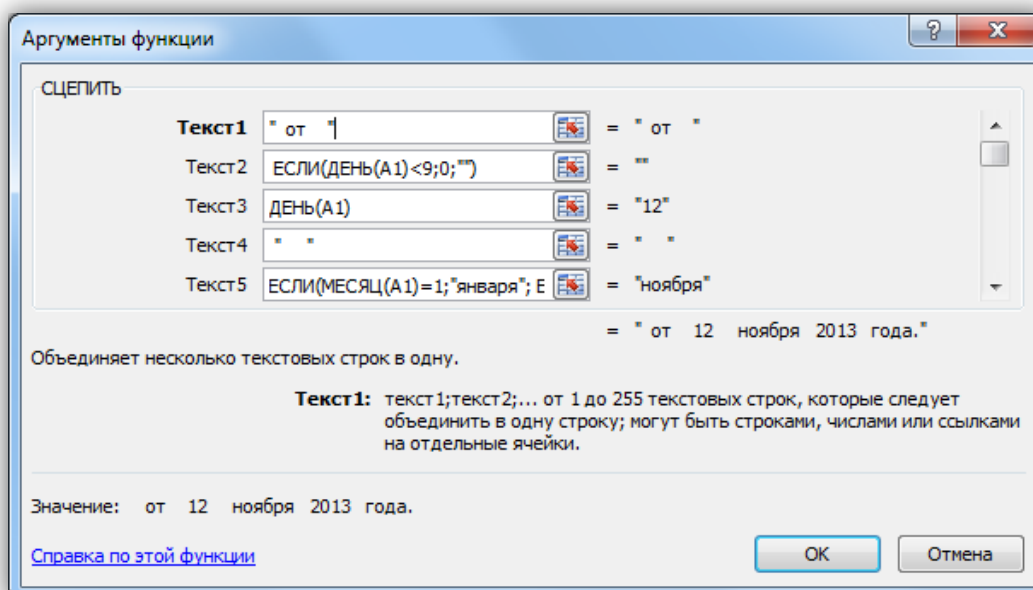 Аргументы функции
СЦЕПИТЬ
Текст1 " от " = " от "
Текст2 ЕСЛИ(ДЕНЬ(A1)<9;0;"") = ""
Текст3 ДЕНЬ(A1) = "12"
Текст4 " " = " "
Текст5 ЕСЛИ(МЕСЯЦ(A1)=1;"января"; Е = "ноября"
= " от 12 ноября 2013 года."
Объединяет несколько текстовых строк в одну.
Текст1: текст1;текст2;... от 1 до 255 текстовых строк, которые следует
объединить в одну строку; могут быть строками, числами или ссылками
на отдельные ячейки.
Значение: от 12 ноября 2013 года.
Справка по этой функции
ОК
Отмена